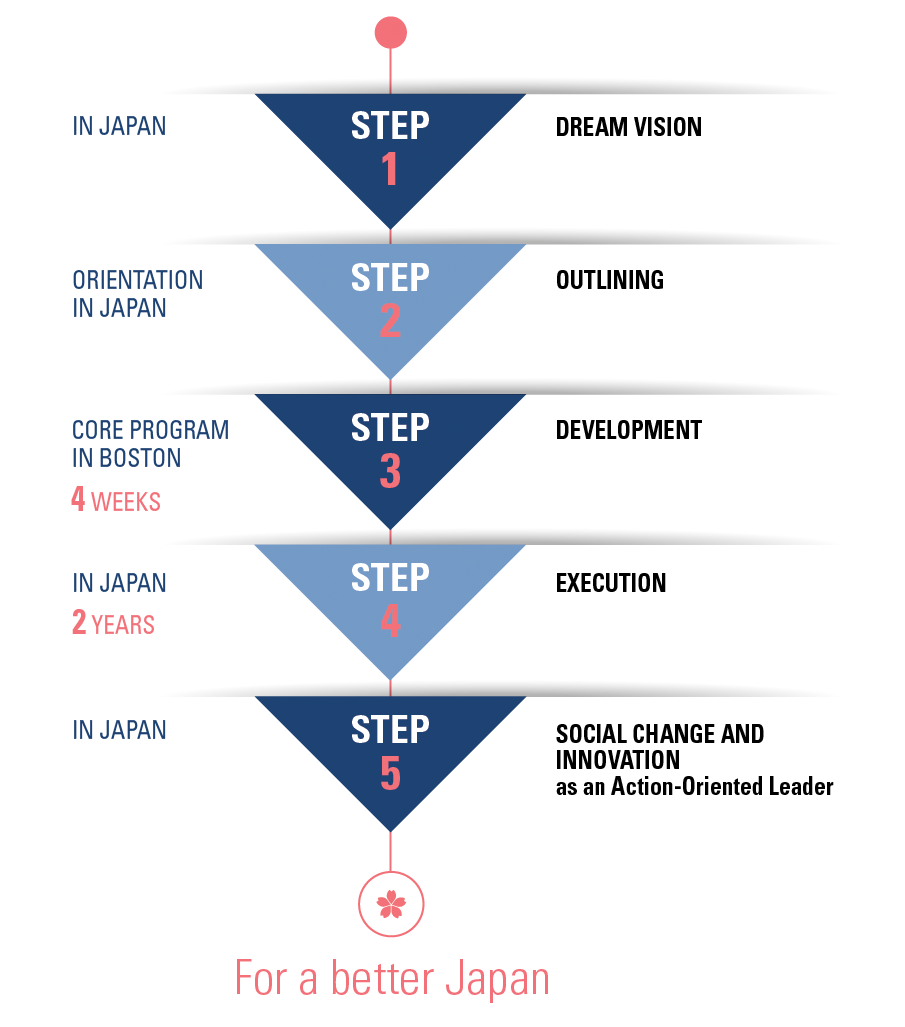 IN JAPAN
STEP
1
DREAM VISION
ORIENTATION
IN JAPAN
STEP
2
OUTLINING
CORE PROGRAM
IN BOSTON
4 WEEKS
STEP
3
DEVELOPMENT
IN JAPAN
2 YEARS
STEP
4
EXECUTION
IN JAPAN
STEP
5
SOCIAL CHANGE AND
INNOVATION
as an Action-Oriented Leader
For a better Japan